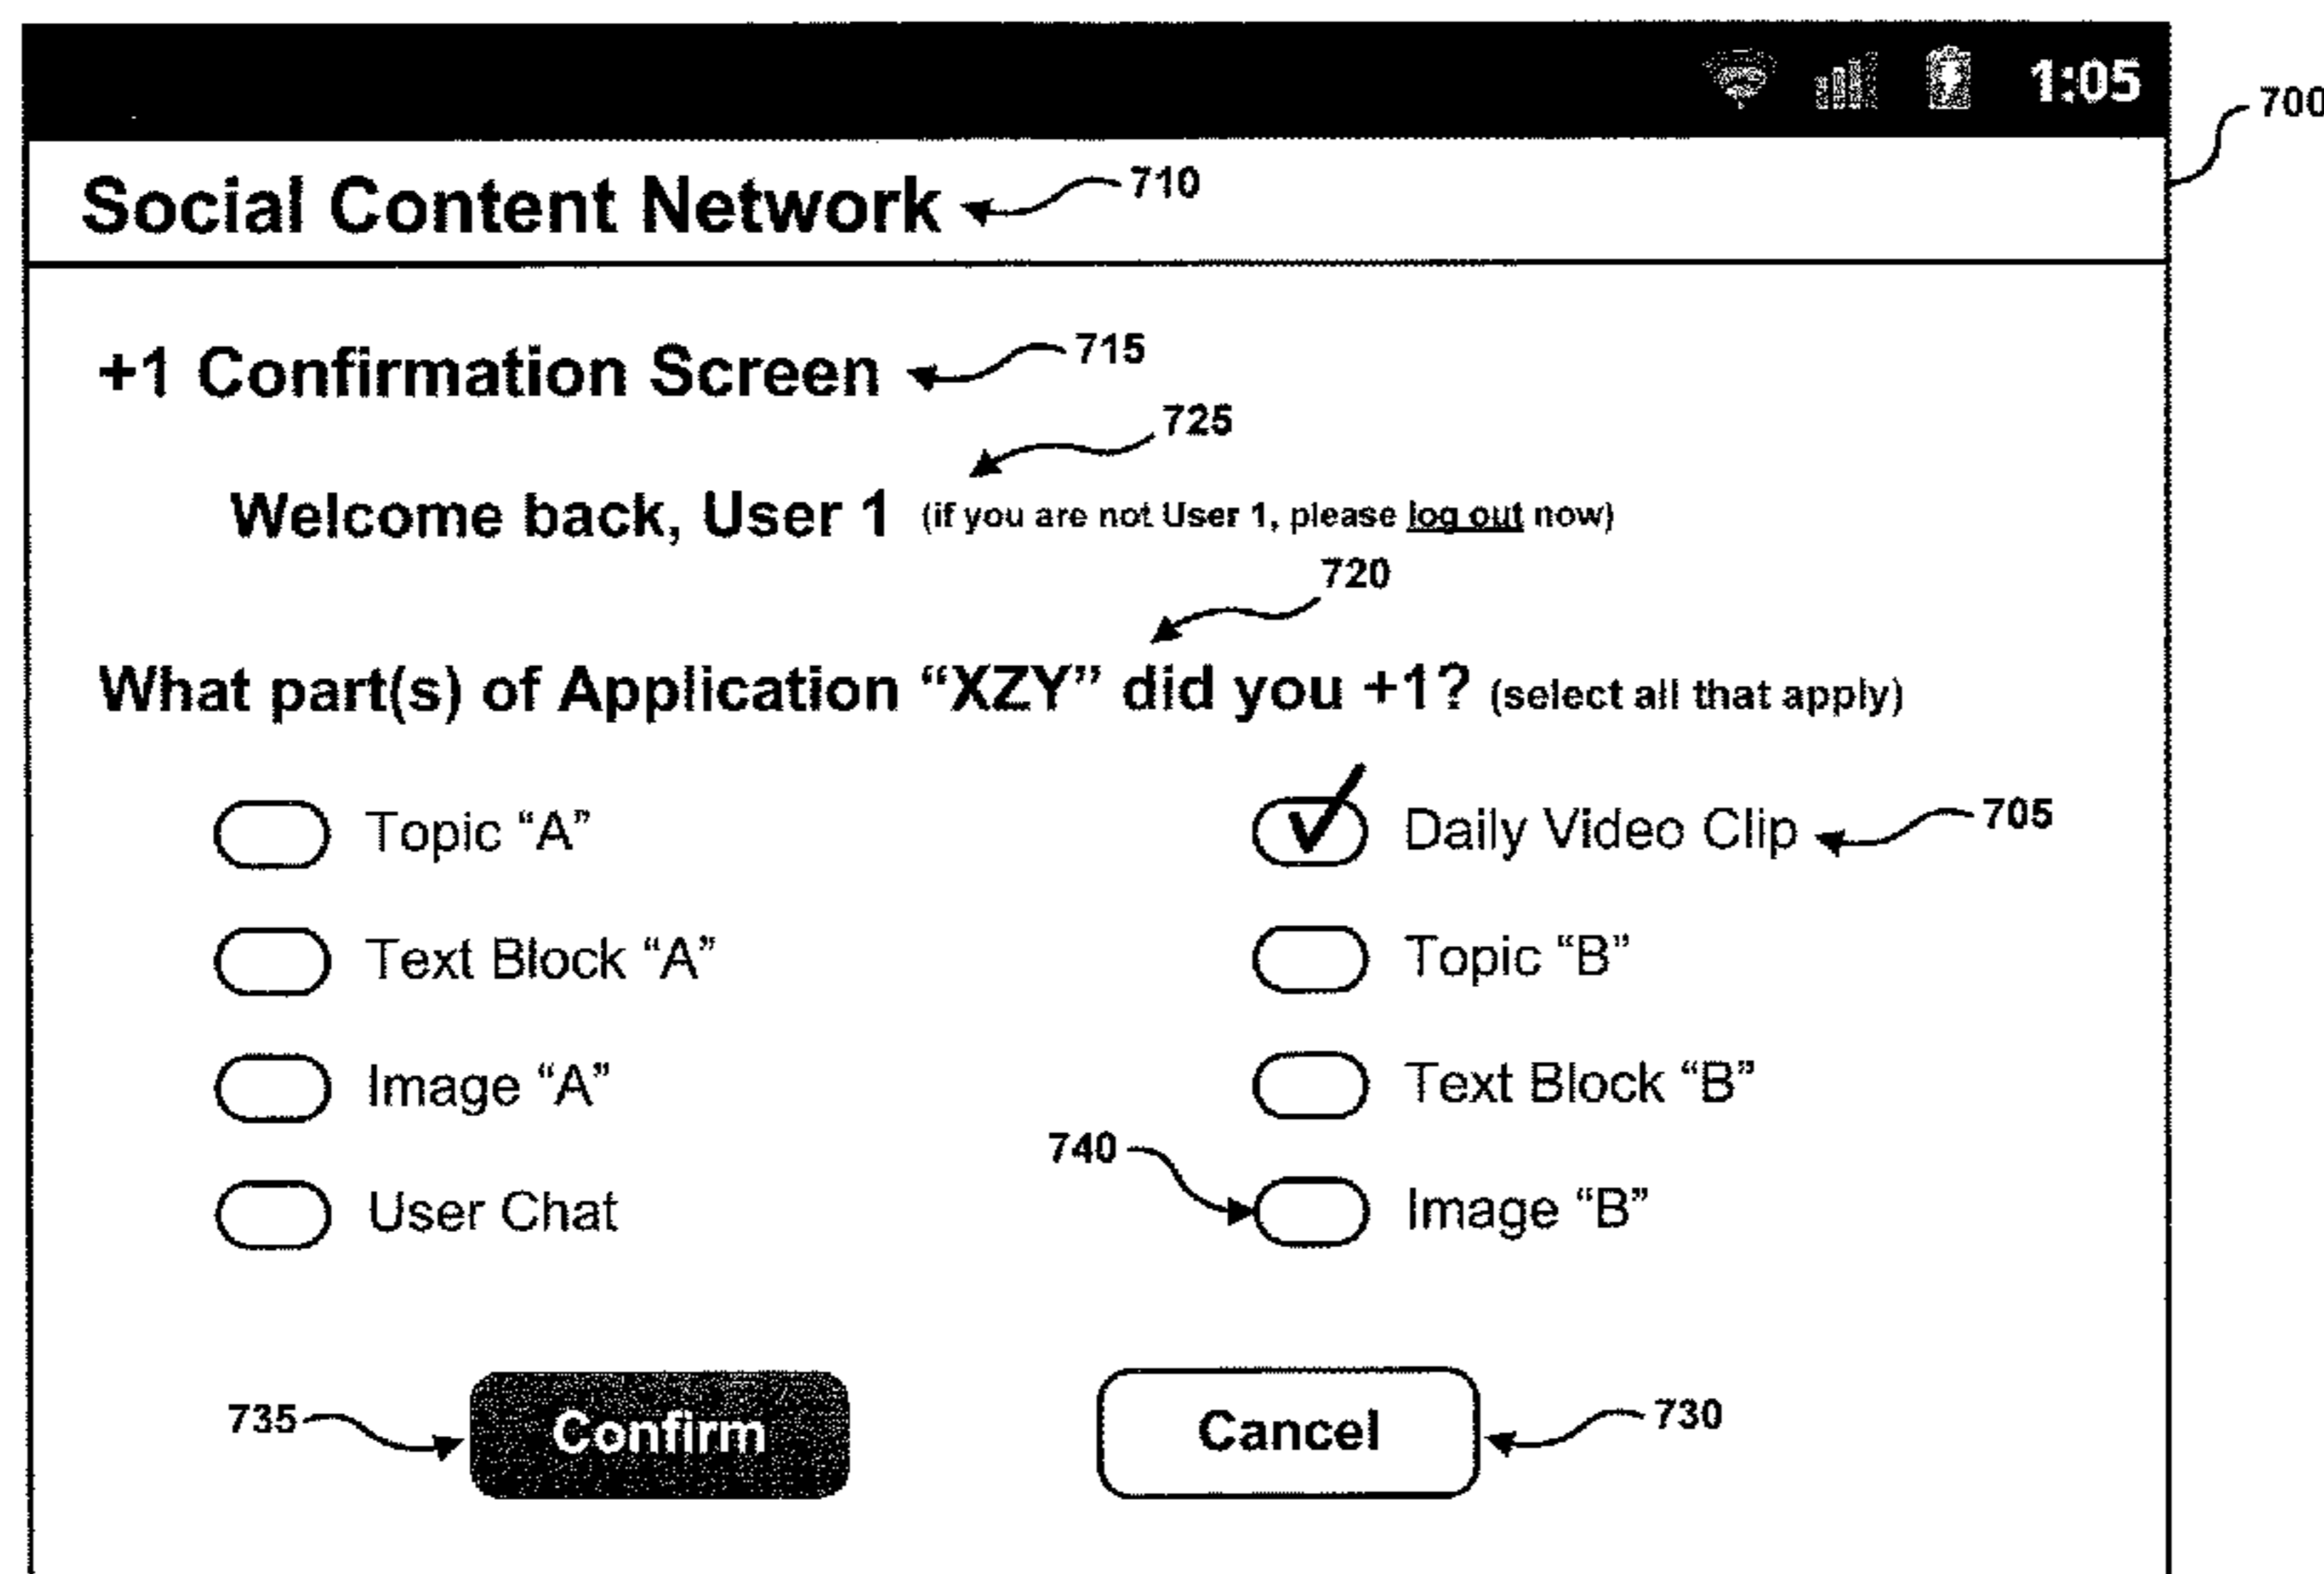 1:05
700
Social Content Network 710
+1 Confirmation Screen 715
725
Welcome back, User 1 (if you are not User 1, please log out now)
720
What part(s) of Application “XZY” did you +1? (select all that apply)
Topic “A” Daily Video Clip 705
Text Block “A” Topic “B”
Image “A” Text Block “B”
740
User Chat Image “B”
735 Confirm Cancel 730